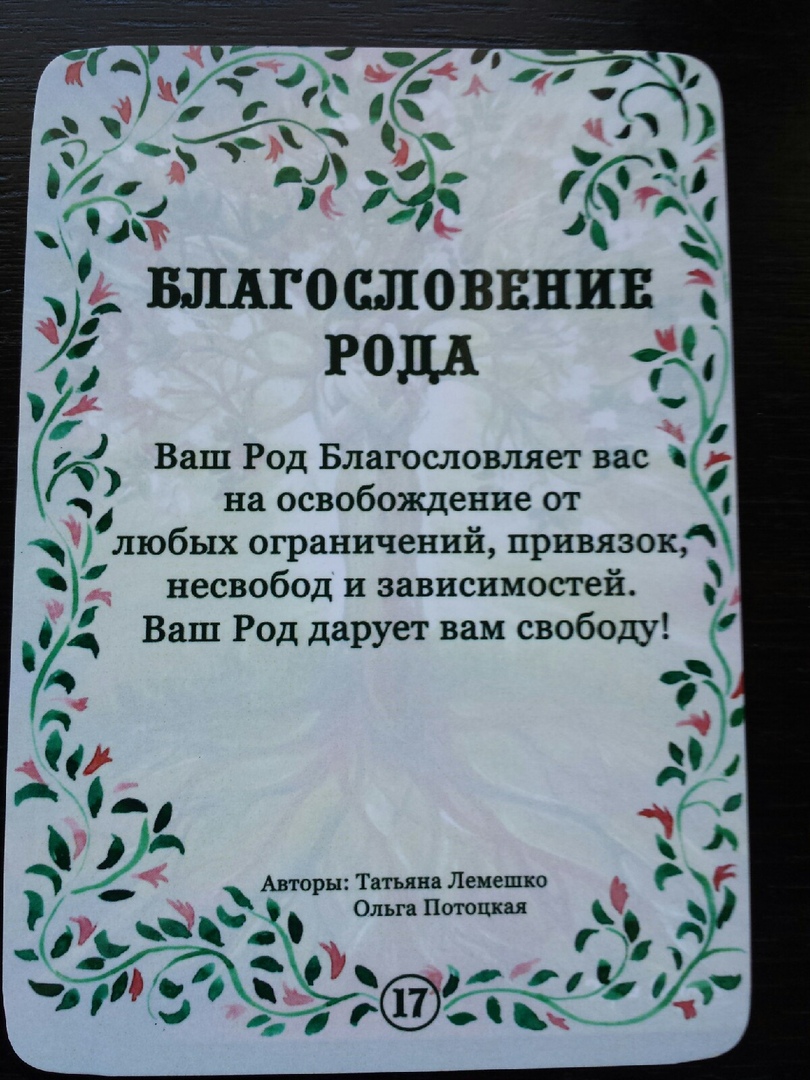 БЛАГОСЛОВЕНИЕ
РОДА
Ваш Род Благословляет вас
на освобождение от
любых ограничений, привязок,
несвобод и зависимостей.
Ваш Род дарует вам свободу!
Авторы: Татьяна Лемешко
Ольга Потоцкая
17